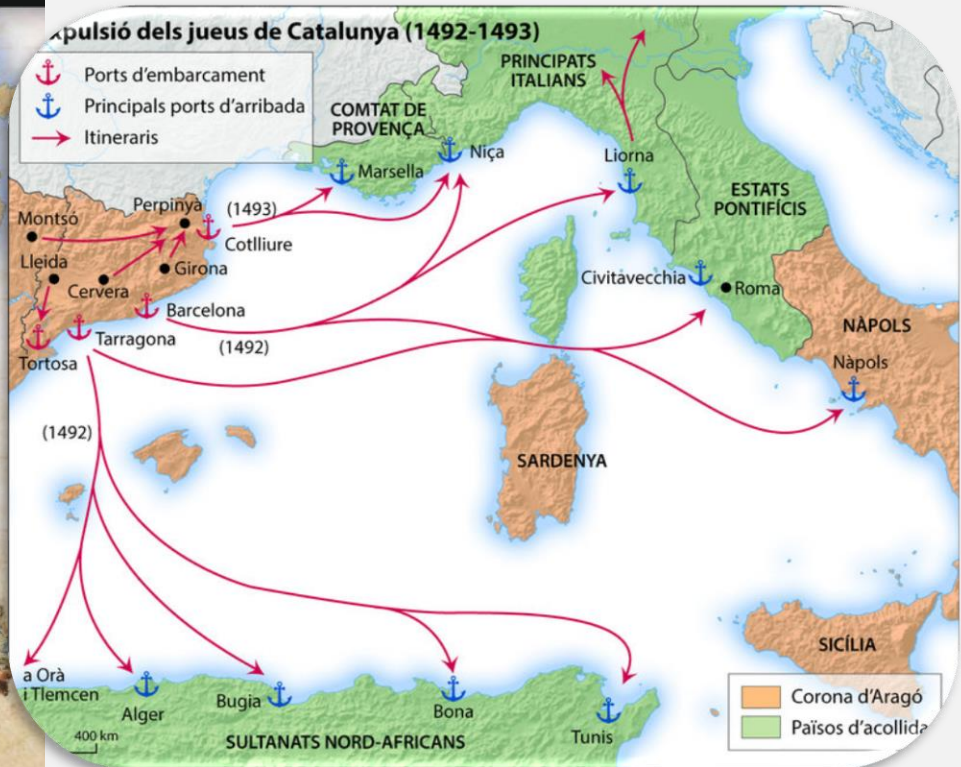 xpulsió dels jueus de Catalunya (1492-1493)
Ports d'embarcament
Principals ports d'arribada
Itineraris
PRINCIPATS
ITALIANS
COMTAT DE
PROVENÇA
Niça
Marsella
Liorna
ESTATS
PONTIFÍCIS
Perpinyà
(1493)
Montsó
Cotlliure
Lleida
Girona
Cervera
Civitavecchia
Roma
Barcelona
Tarragona
(1492)
Tortosa
NÀPOLS
Nàpols
(1492)
SARDENYA
SICÍLIA
a Orà
i Tlemcen
Alger
Bugia
Bona
Tunis
400 km
SULTANATS NORD-AFRICANS
Corona d'Aragó
Països d'acollida